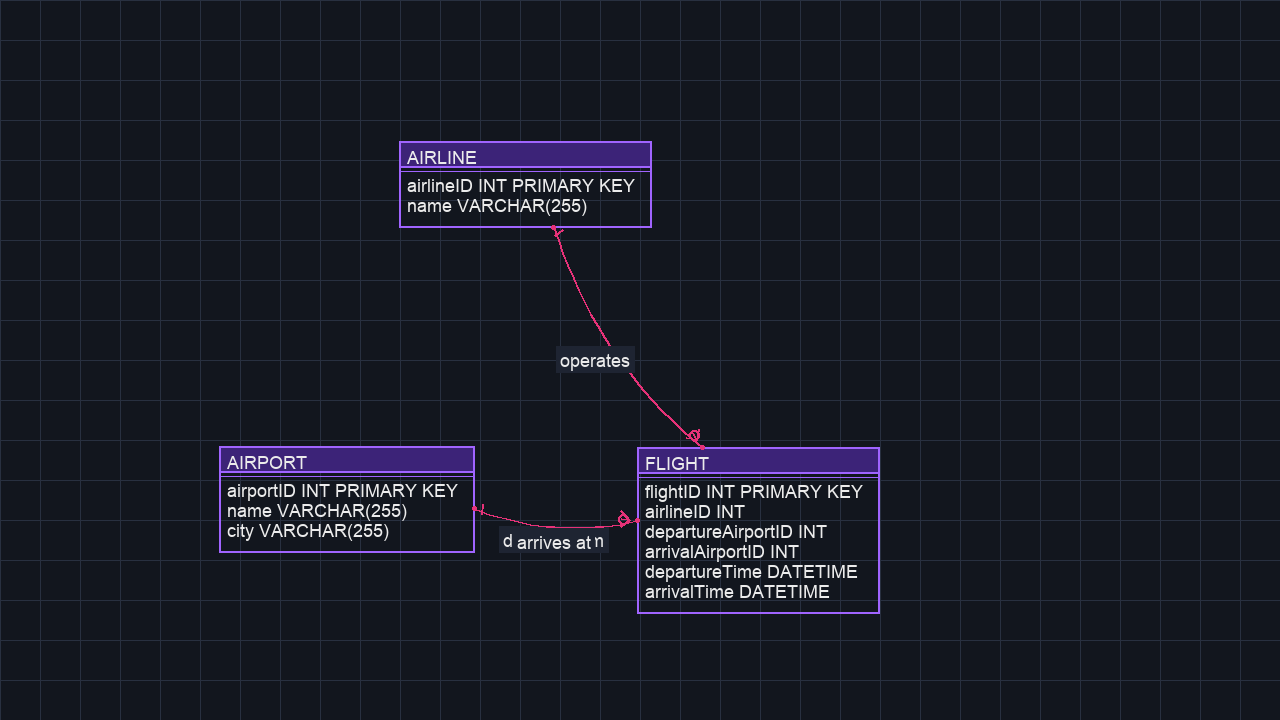 AIRLINE
airlineID INT PRIMARY KEY
name VARCHAR(255)
operates
AIRPORT
airportID INT PRIMARY KEY
name VARCHAR(255)
city VARCHAR(255)
arrives at
FLIGHT
flightID INT PRIMARY KEY
airlineID INT
departureAirportID INT
arrivalAirportID INT
departureTime DATETIME
arrivalTime DATETIME